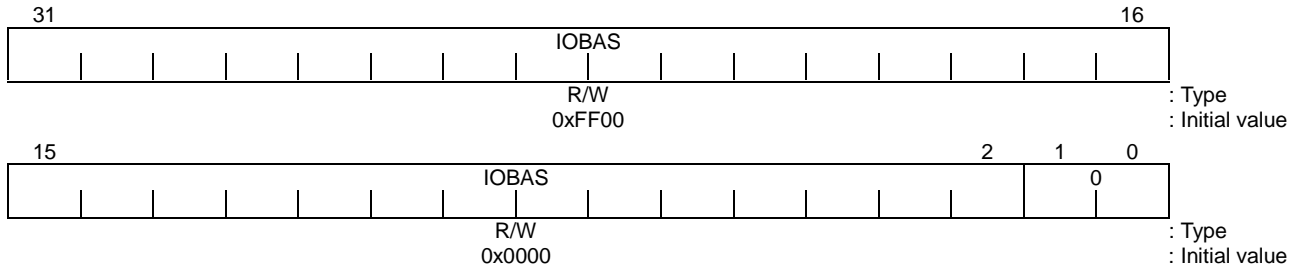 31 16
IOBAS
R/W : Type
0xFF00 : Initial value
15 2 1 0
IOBAS 0
R/W : Type
0x0000 : Initial value